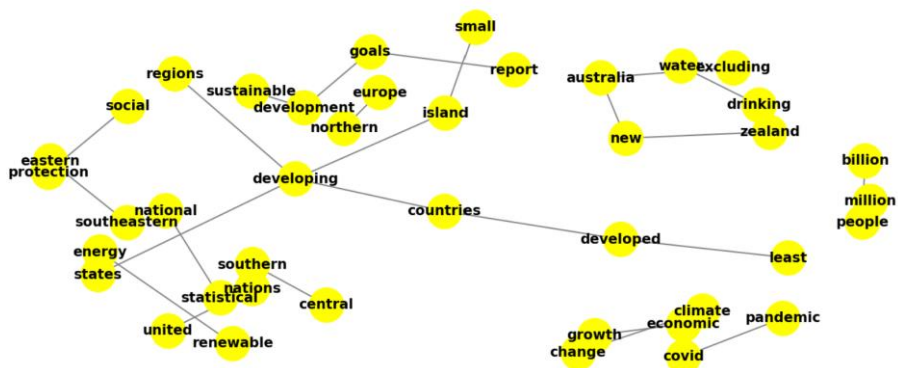 small
goals
report
regions
sustainable
europe
development
island
northern
social
eastern
protection
developing
national
southeastern
countries
energy
states
southern
nations
statistical
central
united
renewable
australia
water
excluding
drinking
new
zealand
billion
million
people
developed
least
climate
economic
pandemic
growth
change
covid